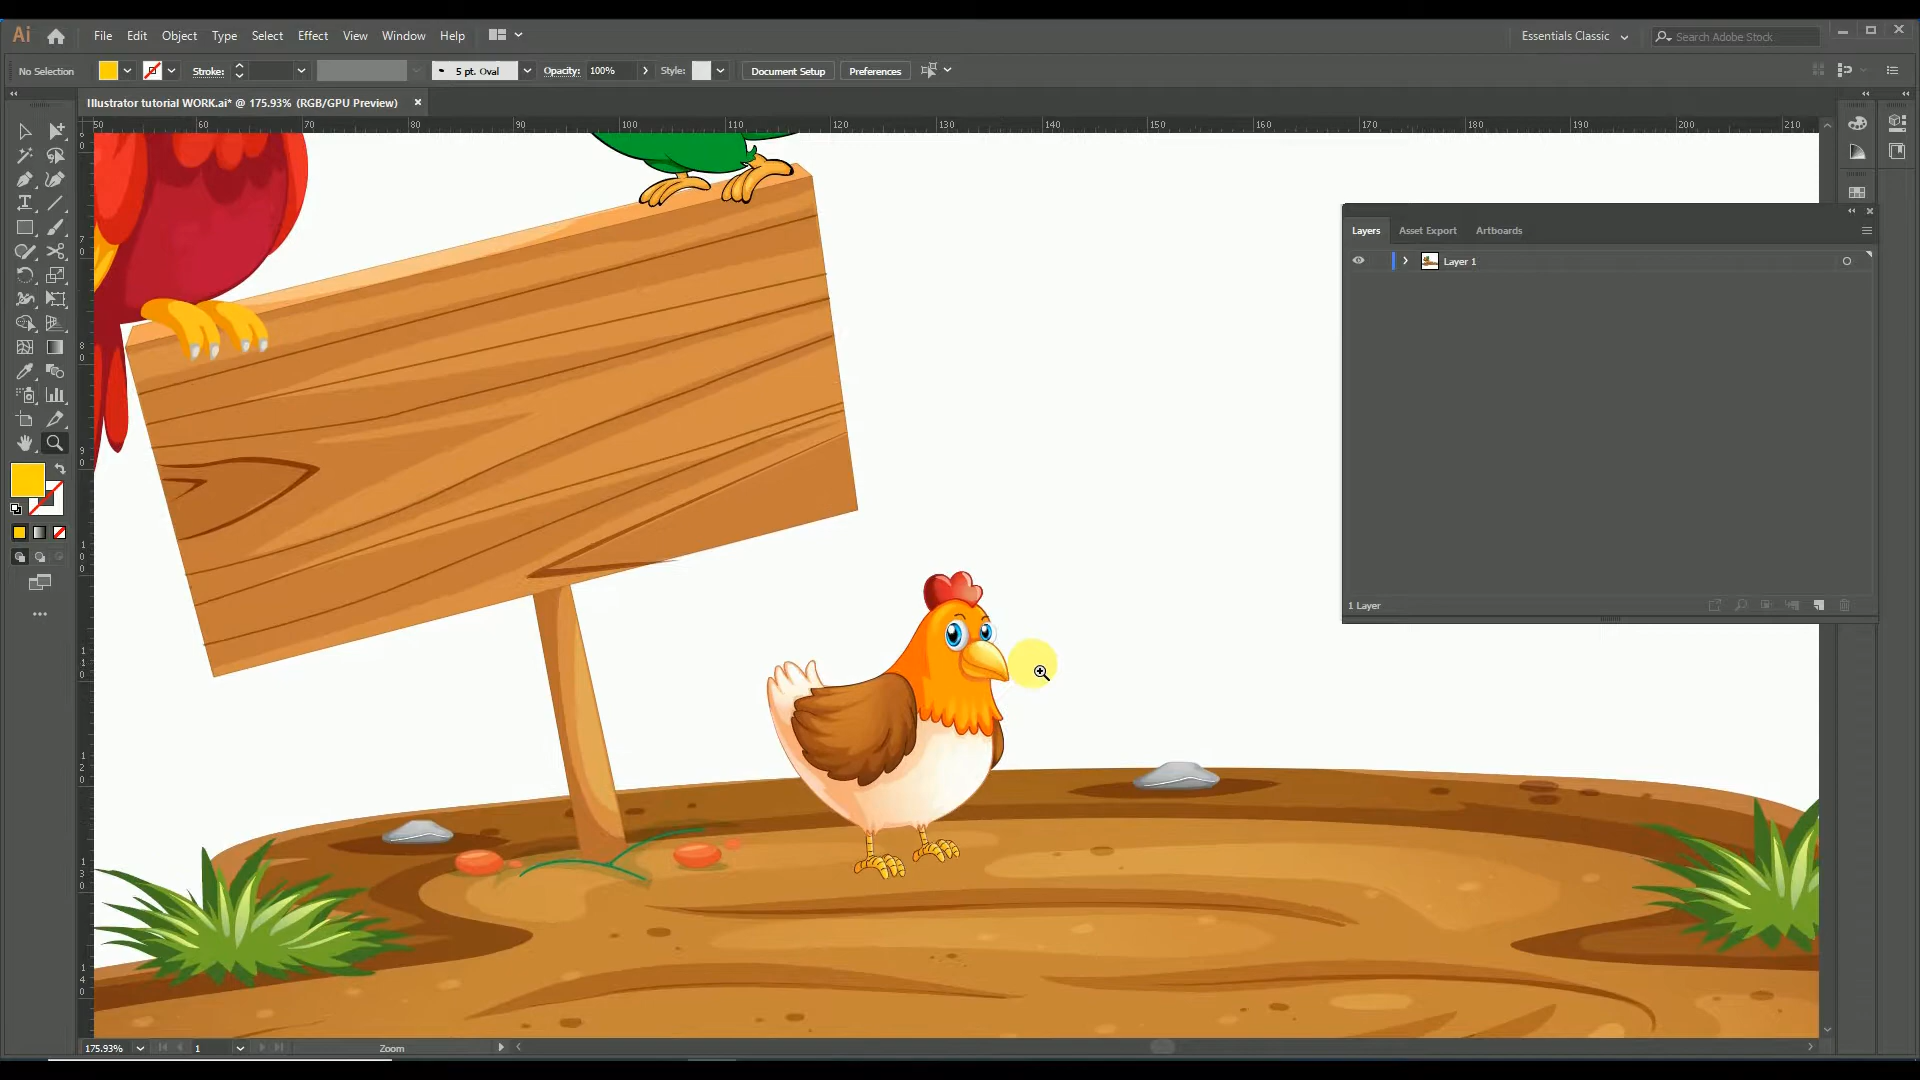 Ai File Edit Object Type Select Effect View Window Help Essentials Classic Search Adobe Stock
No Selection Stroke: 5 pt. Oval Opacity: 100% Style: Document Setup Preferences
Illustrator tutorial WORK.ai* @ 175.93% (RGB/GPU Preview)
50 60 70 80 90 100 110 120 130 140 150 160 170 180 190 200 210
Layers Asset Export Artboards
Layer 1
1 Layer
175.93% 1 Zoom